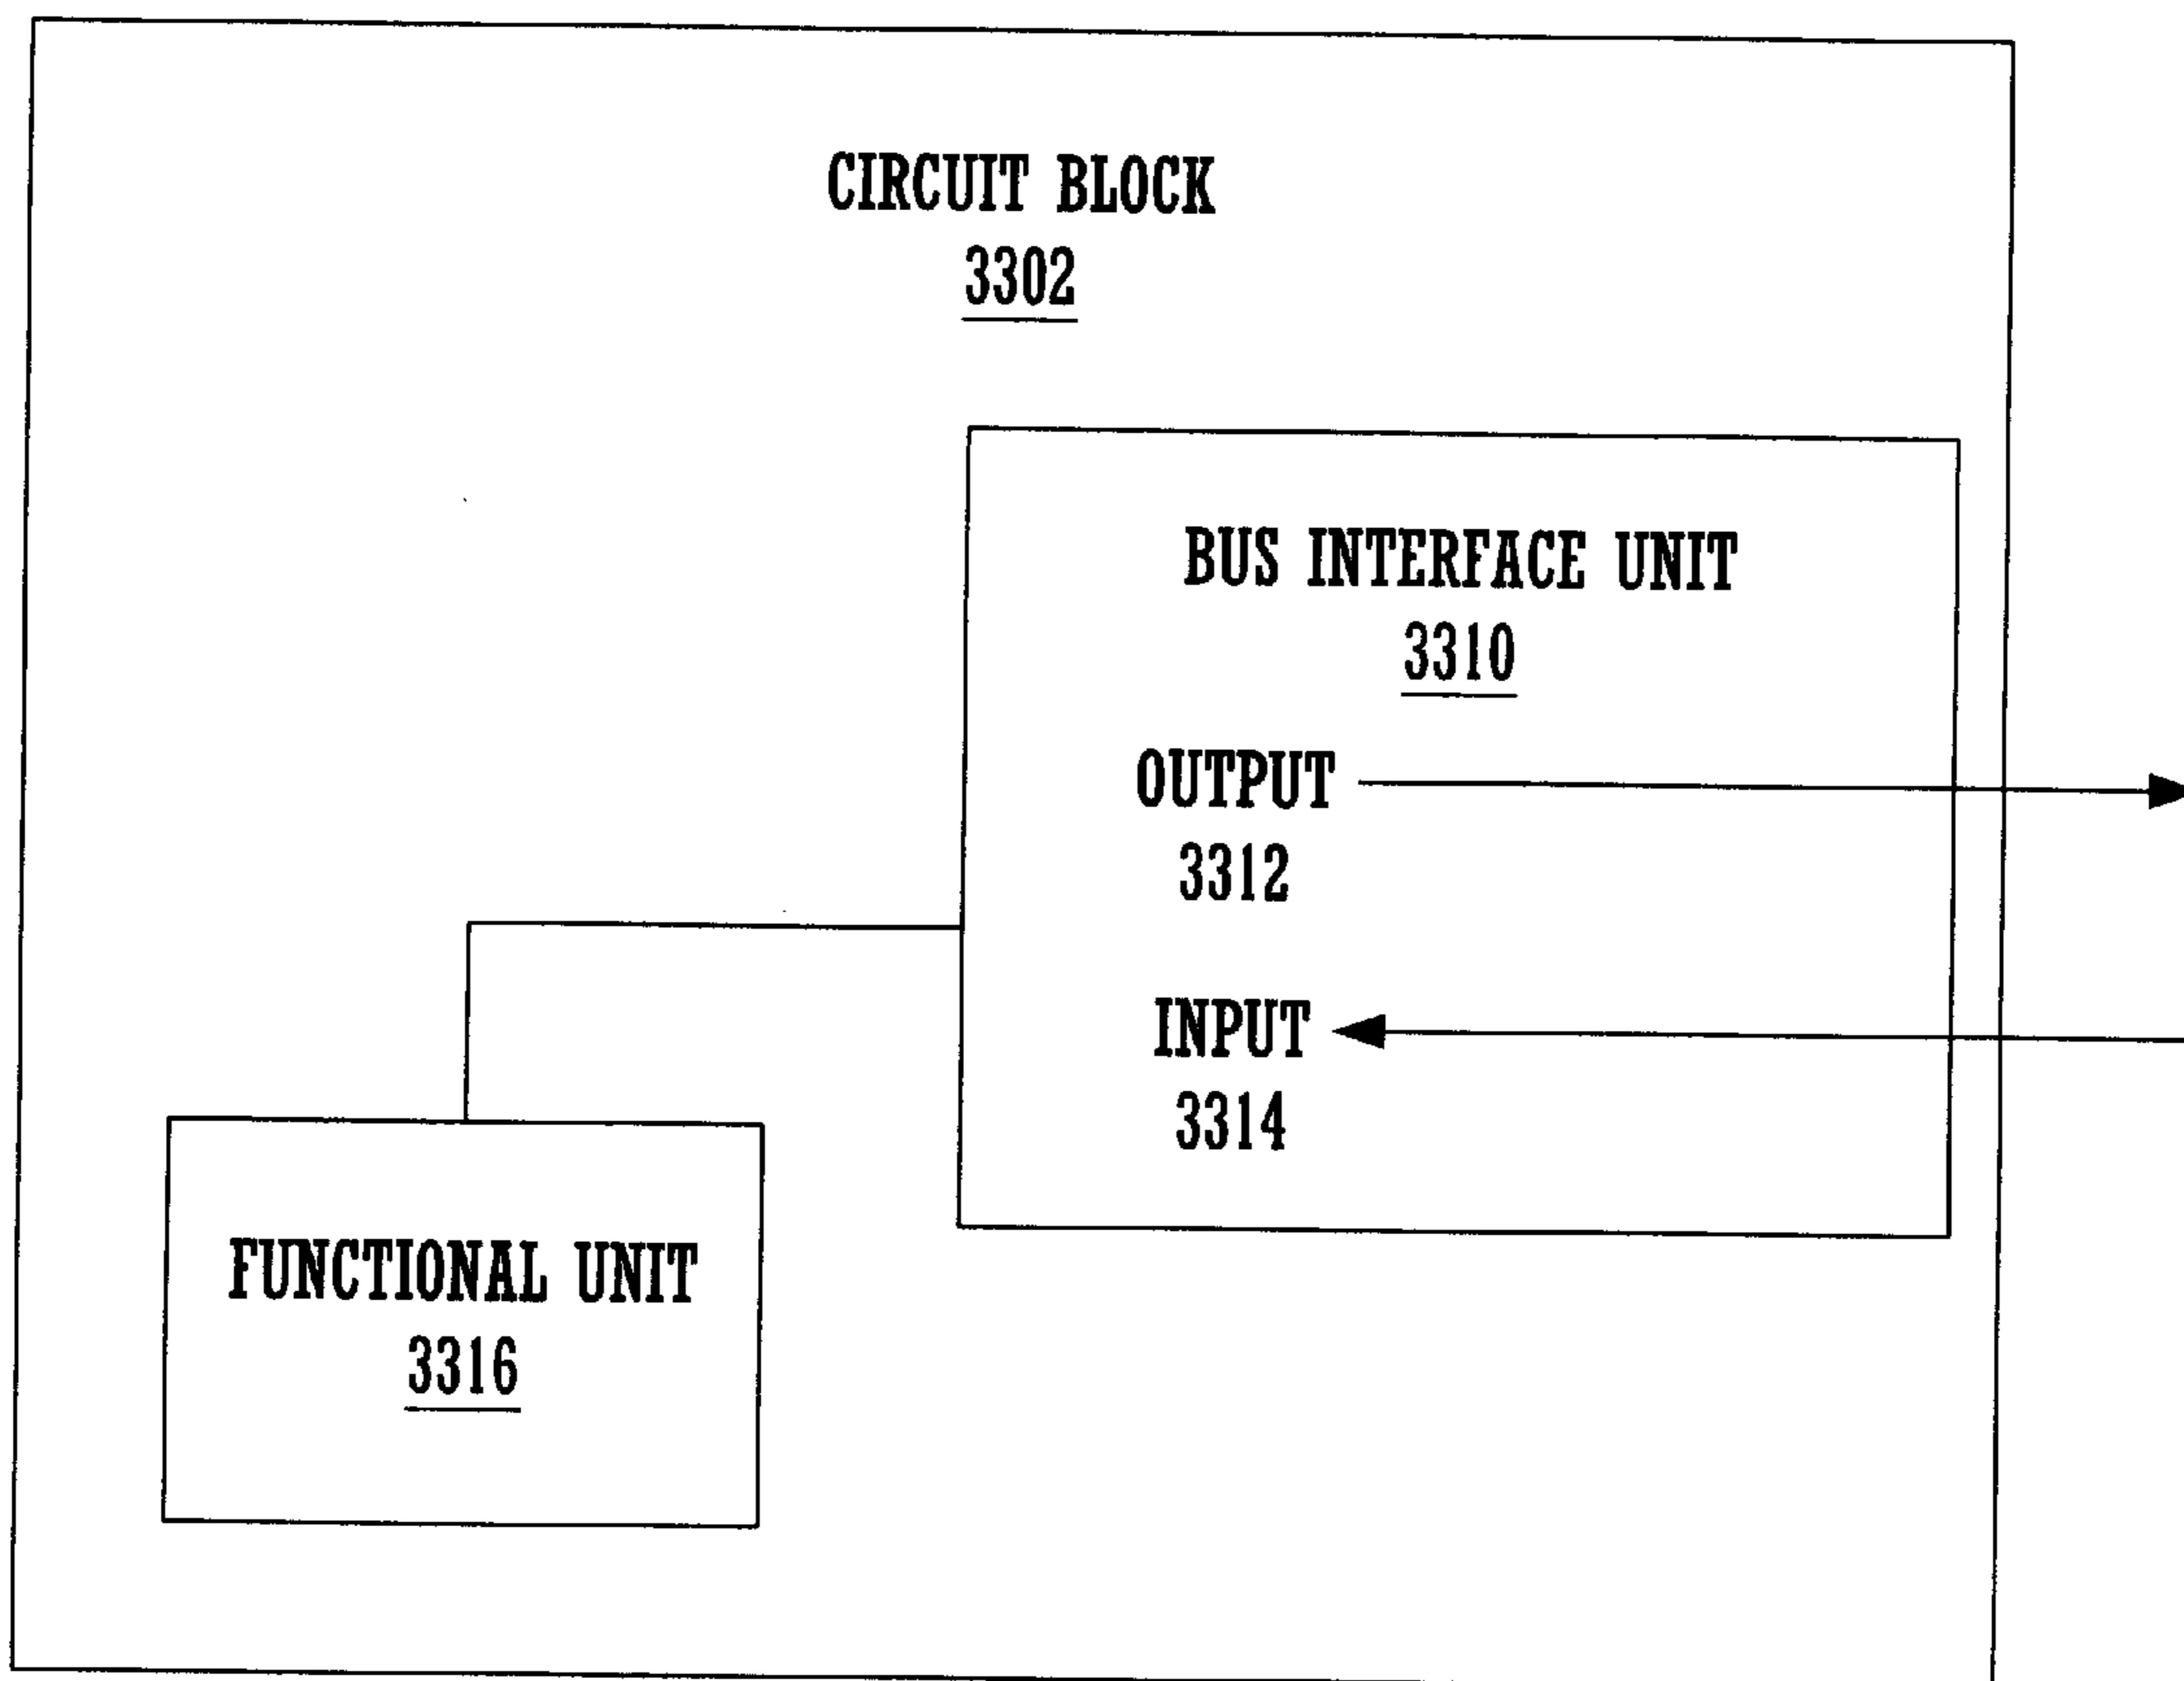 CIRCUIT BLOCK
3302
BUS INTERFACE UNIT
3310
OUTPUT
3312
INPUT
3314
FUNCTIONAL UNIT
3316